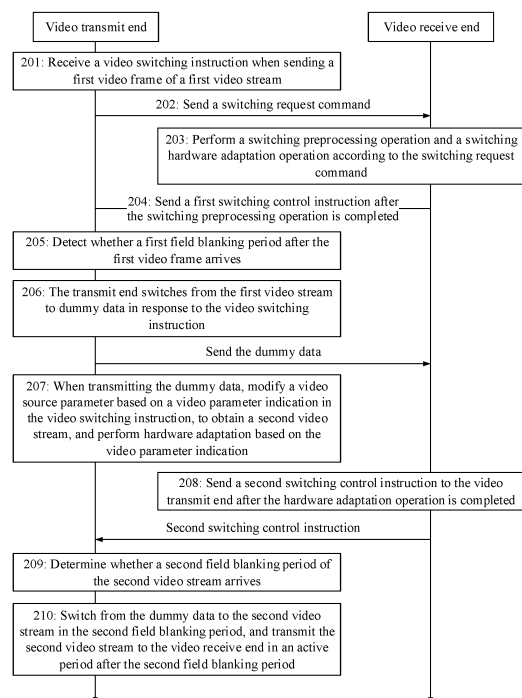 Video transmit end
Video receive end
201: Receive a video switching instruction when sending a
first video frame of a first video stream
202: Send a switching request command
203: Perform a switching preprocessing operation and a switching
hardware adaptation operation according to the switching request
command
204: Send a first switching control instruction after
the switching preprocessing operation is completed
205: Detect whether a first field blanking period after the
first video frame arrives
206: The transmit end switches from the first video stream
to dummy data in response to the video switching
instruction
Send the dummy data
207: When transmitting the dummy data, modify a video
source parameter based on a video parameter indication in
the video switching instruction, to obtain a second video
stream, and perform hardware adaptation based on the
video parameter indication
208: Send a second switching control instruction to the video
transmit end after the hardware adaptation operation is completed
Second switching control instruction
209: Determine whether a second field blanking period of
the second video stream arrives
210: Switch from the dummy data to the second video
stream in the second field blanking period, and transmit the
second video stream to the video receive end in an active
period after the second field blanking period